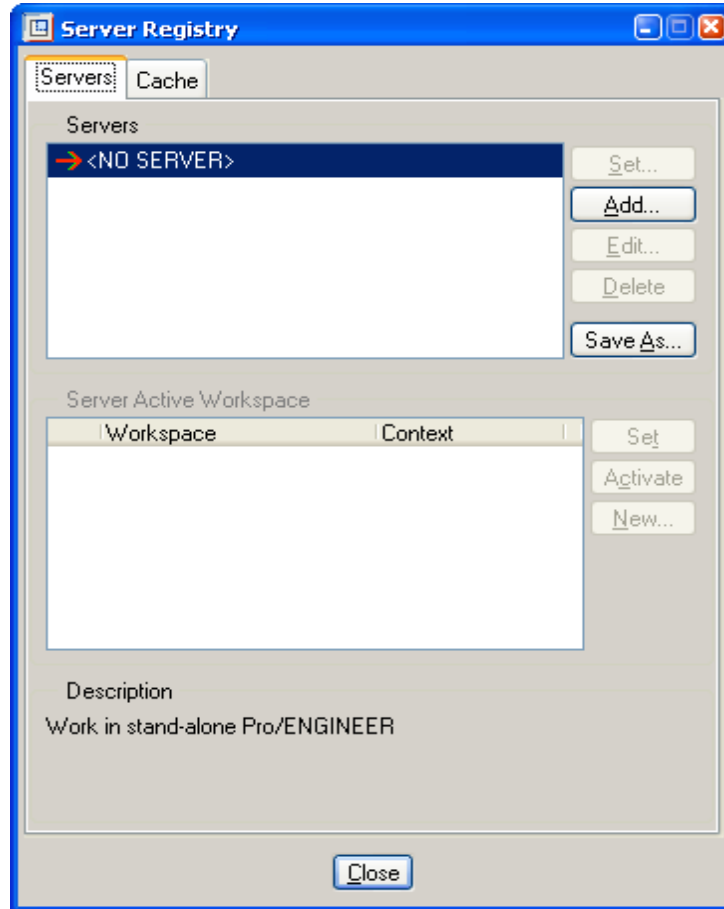 Server Registry
Servers Cache
Servers
<NO SERVER>
Set...
Add...
Edit...
Delete
Save As...
Server Active Workspace
Workspace Context
Set
Activate
New...
Description
Work in stand-alone Pro/ENGINEER
Close